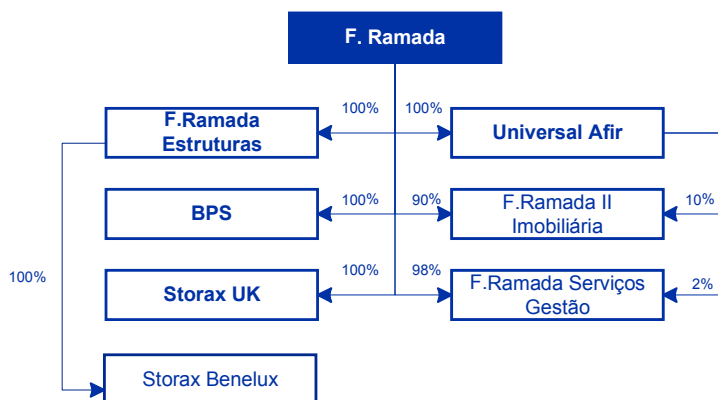 F. Ramada
100%
100%
F.Ramada
Estruturas
Universal Afir
100%
90%
10%
BPS
F.Ramada II
Imobiliária
100%
100%
98%
2%
Storax UK
F.Ramada Serviços
Gestão
Storax Benelux